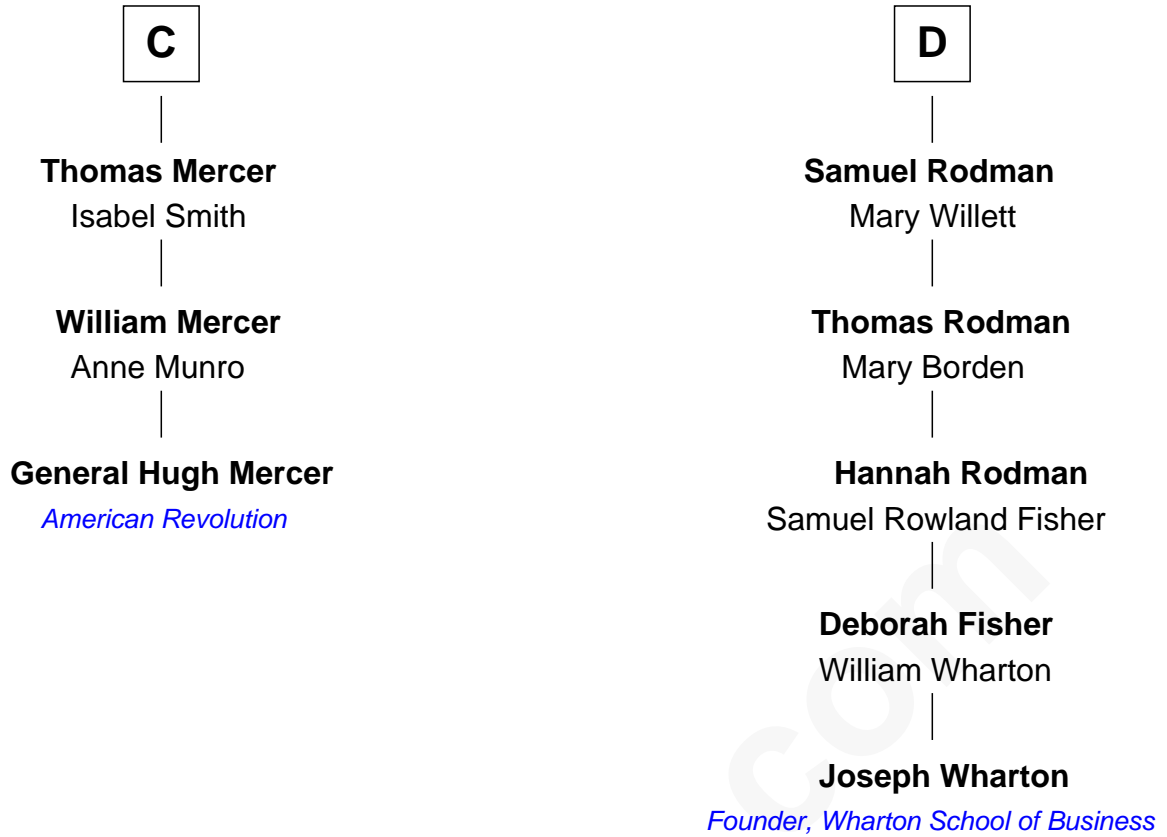 C
Thomas Mercer
Isabel Smith
William Mercer
Anne Munro
General Hugh Mercer
American Revolution
D
Samuel Rodman
Mary Willett
Thomas Rodman
Mary Borden
Hannah Rodman
Samuel Rowland Fisher
Deborah Fisher
William Wharton
Joseph Wharton
Founder, Wharton School of Business
com